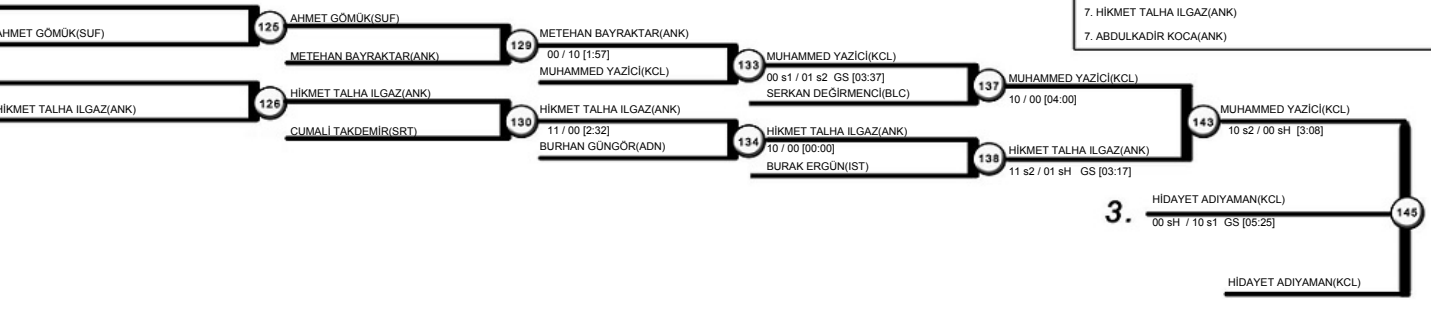 7. HİKMET TALHA ILGAZ(ANK)
7. ABDULKADİR KOCA(ANK)
AHMET GÖMÜK(SUF)
125
AHMET GÖMÜK(SUF)
METEHAN BAYRAKTAR(ANK)
129
METEHAN BAYRAKTAR(ANK)
00 / 10 [1:57]
MUHAMMED YAZİCİ(KCL)
133
MUHAMMED YAZİCİ(KCL)
00 s1 / 01 s2 GS [03:37]
SERKAN DEĞİRMENCİ(BLC)
137
MUHAMMED YAZİCİ(KCL)
10 / 00 [04:00]
143
MUHAMMED YAZİCİ(KCL)
10 s2 / 00 sH [3:08]
HİKMET TALHA ILGAZ(ANK)
126
HİKMET TALHA ILGAZ(ANK)
CUMALİ TAKDEMİR(SRT)
130
HİKMET TALHA ILGAZ(ANK)
11 / 00 [2:32]
BURHAN GÜNGÖR(ADN)
134
HİKMET TALHA ILGAZ(ANK)
10 / 00 [00:00]
BURAK ERGÜN(IST)
138
HİKMET TALHA ILGAZ(ANK)
11 s2 / 01 sH GS [03:17]
3.
HİDAYET ADIYAMAN(KCL)
00 sH / 10 s1 GS [05:25]
145
HİDAYET ADIYAMAN(KCL)